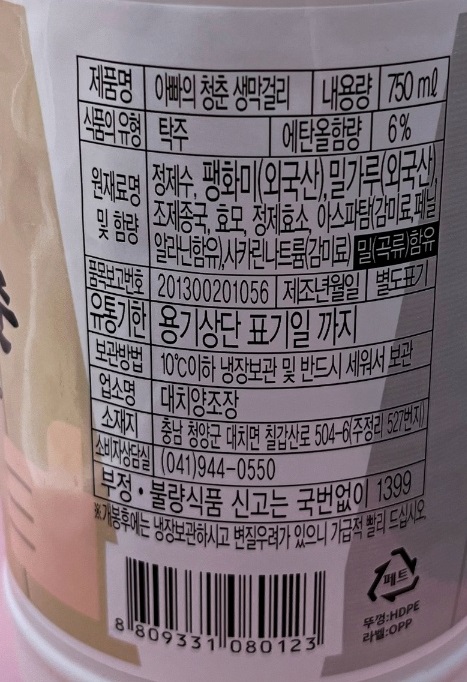 제품명 아빠의 청춘 생막걸리 내용량 750 ml
식품의 유형 탁주 에탄올함량 6%
원재료명 및 함량 정제수, 팽화미(외국산), 밀가루(외국산),
조제종국, 효모, 정제효소, 아스파탐(감미료,페닐
알라닌함유),사카린나트륨(감미료) 밀(곡류)함유
품목보고번호 201300201056 제조년월일 별도표기
유통기한 용기상단 표기일 까지
보관방법 10℃이하 냉장보관 및 반드시 세워서 보관
업소명 대치양조장
소재지 충남 청양군 대치면 칠갑산로 504-6(주정리 527번지)
소비자상담실 (041)944-0550
부정·불량식품 신고는 국번없이 1399
※개봉후에는 냉장보관하시고 변질우려가 있으니 가급적 빨리 드십시오
페트
뚜껑:HDPE
라벨:OPP
8 809331 080123